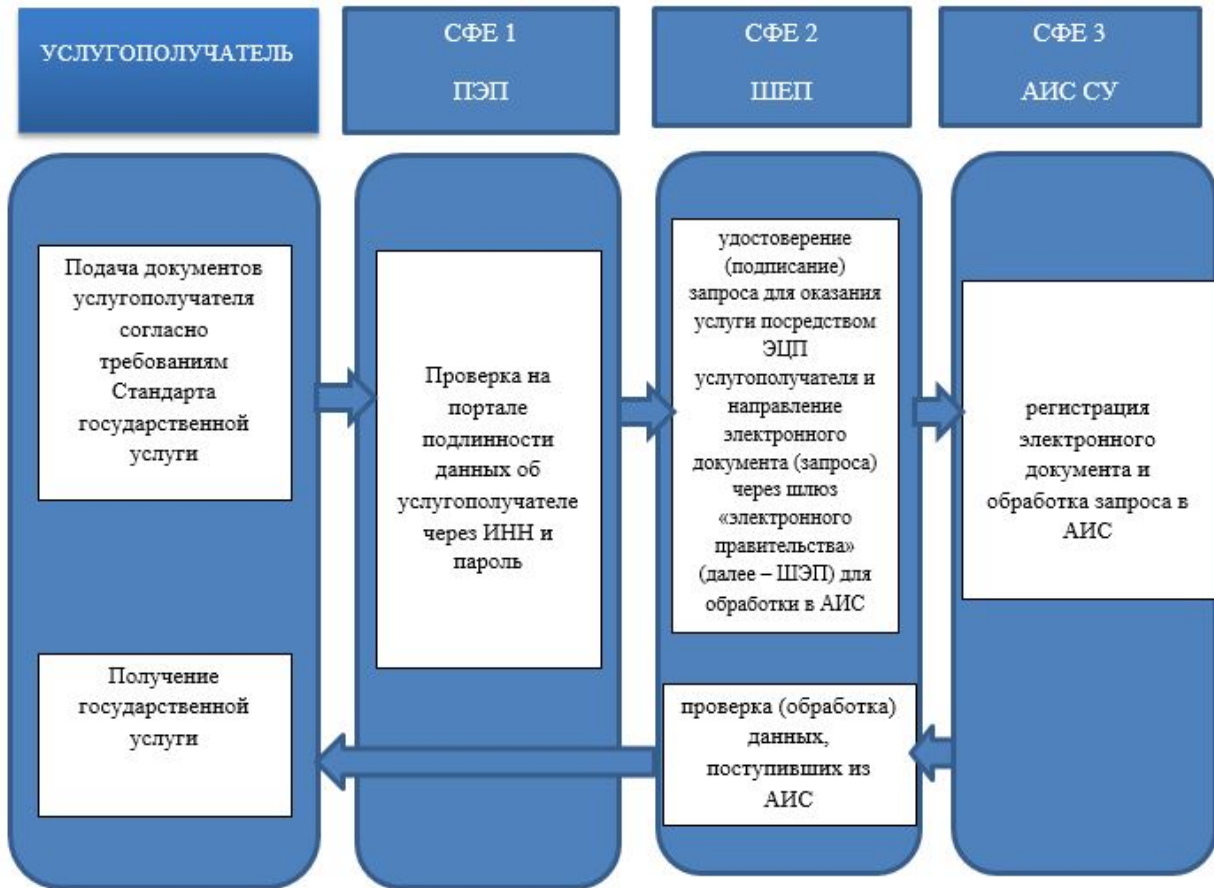 УСЛУГОПОЛУЧАТЕЛЬ
СФЕ 1
ПЭП
СФЕ 2
ШЕП
СФЕ 3
АИС СУ
Подача документов
услугополучателя
согласно
требованиям
Стандарта
государственной
услуги
Проверка на
портале
подлинности
данных об
услугополучателе
через ИНН и
пароль
удостоверение
(подписание)
запроса для оказания
услуги посредством
ЭЦП
услугополучателя и
направление
электронного
документа (запроса)
через шлюз
«электронного
правительства»
(далее – ШЭП) для
обработки в АИС
регистрация
электронного
документа и
обработка запроса в
АИС
Получение
государственной
услуги
проверка (обработка)
данных,
поступивших из
АИС